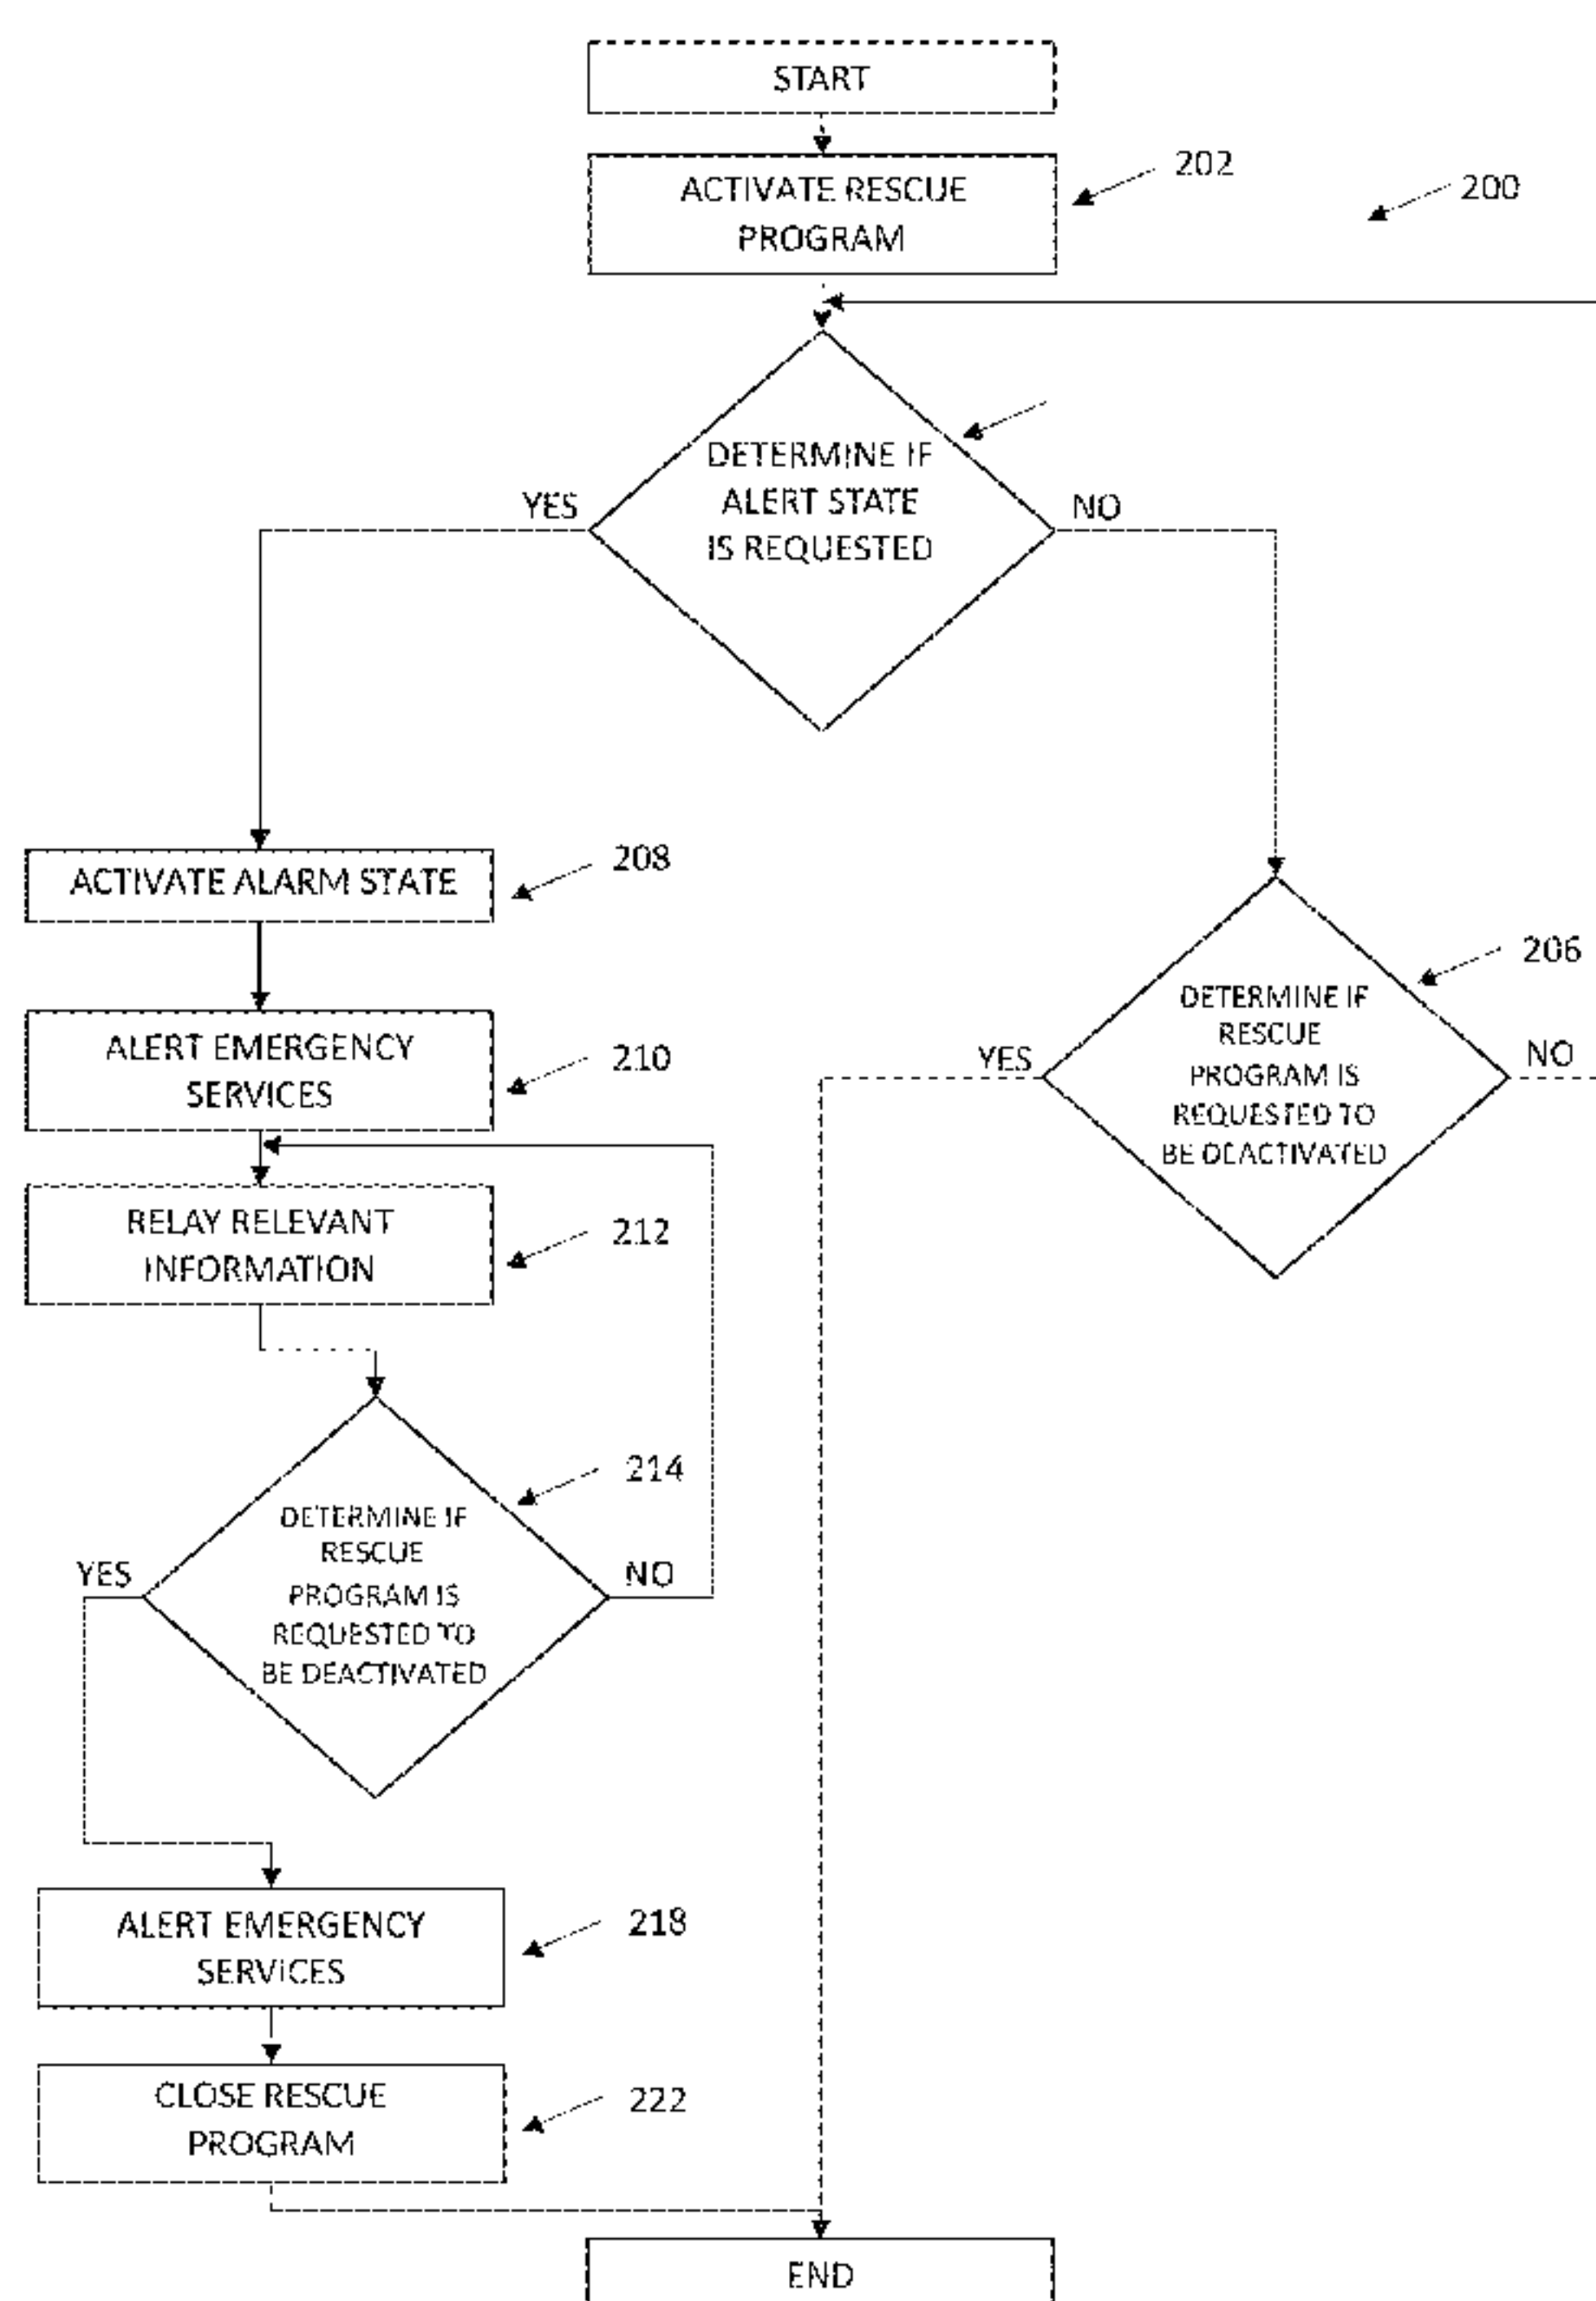 START
ACTIVATE RESCUE
PROGRAM
202
200
DETERMINE IF
ALERT STATE
IS REQUESTED
YES
NO
ACTIVATE ALARM STATE
208
206
DETERMINE IF
RESCUE
PROGRAM IS
REQUESTED TO
BE DEACTIVATED
YES
NO
ALERT EMERGENCY
SERVICES
210
RELAY RELEVANT
INFORMATION
212
214
DETERMINE IF
RESCUE
PROGRAM IS
REQUESTED TO
BE DEACTIVATED
YES
NO
ALERT EMERGENCY
SERVICES
218
CLOSE RESCUE
PROGRAM
222
END